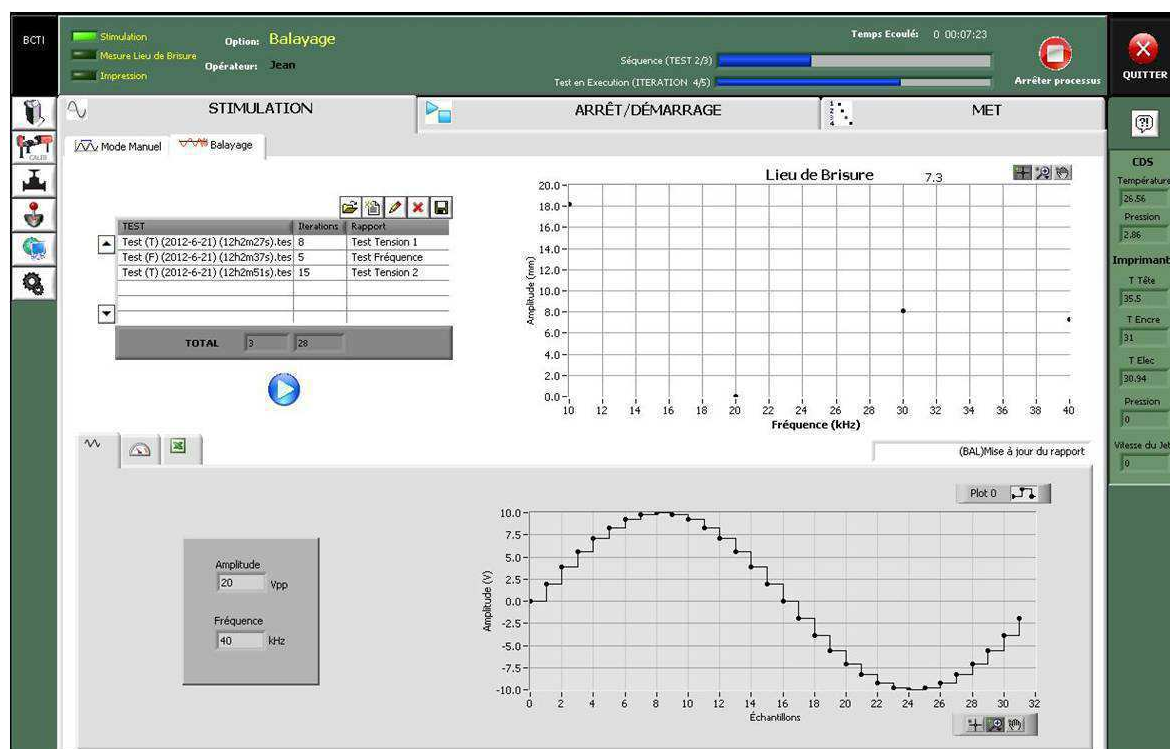 BCTI
Stimulation
Mesure Lieu de Brisure
Impression
Option: Balayage
Opérateur: Jean
Temps Ecoulé: 0 00:07:23
Séquence (TEST 2/3)
Test en Execution (ITERATION 4/5)
Arrêter processus
QUITTER
STIMULATION
ARRÊT/DÉMARRAGE
1
2
3
4
MET
Mode Manuel
Balayage
CALEB
TEST Iterations Rapport
Test (T) (2012-6-21) (12h2m27s).tes 8 Test Tension 1
Test (F) (2012-6-21) (12h2m37s).tes 5 Test Fréquence
Test (T) (2012-6-21) (12h2m51s).tes 15 Test Tension 2
TOTAL 3 28
Lieu de Brisure 7.3
Amplitude (mm)
20.0
18.0
16.0
14.0
12.0
10.0
8.0
6.0
4.0
2.0
0.0
10 12 14 16 18 20 22 24 26 28 30 32 34 36 38 40
Fréquence (kHz)
(BAL)Mise à jour du rapport
Plot 0
Amplitude
20 Vpp
Fréquence
40 kHz
Amplitude (V)
10.0
7.5
5.0
2.5
0.0
-2.5
-5.0
-7.5
-10.0
0 2 4 6 8 10 12 14 16 18 20 22 24 26 28 30 32
Échantillons
?!
CDS
Température
26.56
Pression
2.86
Imprimant
T Tête
35.5
T Encre
31
T Elec
30.94
Pression
0
Vitesse du Jet
0